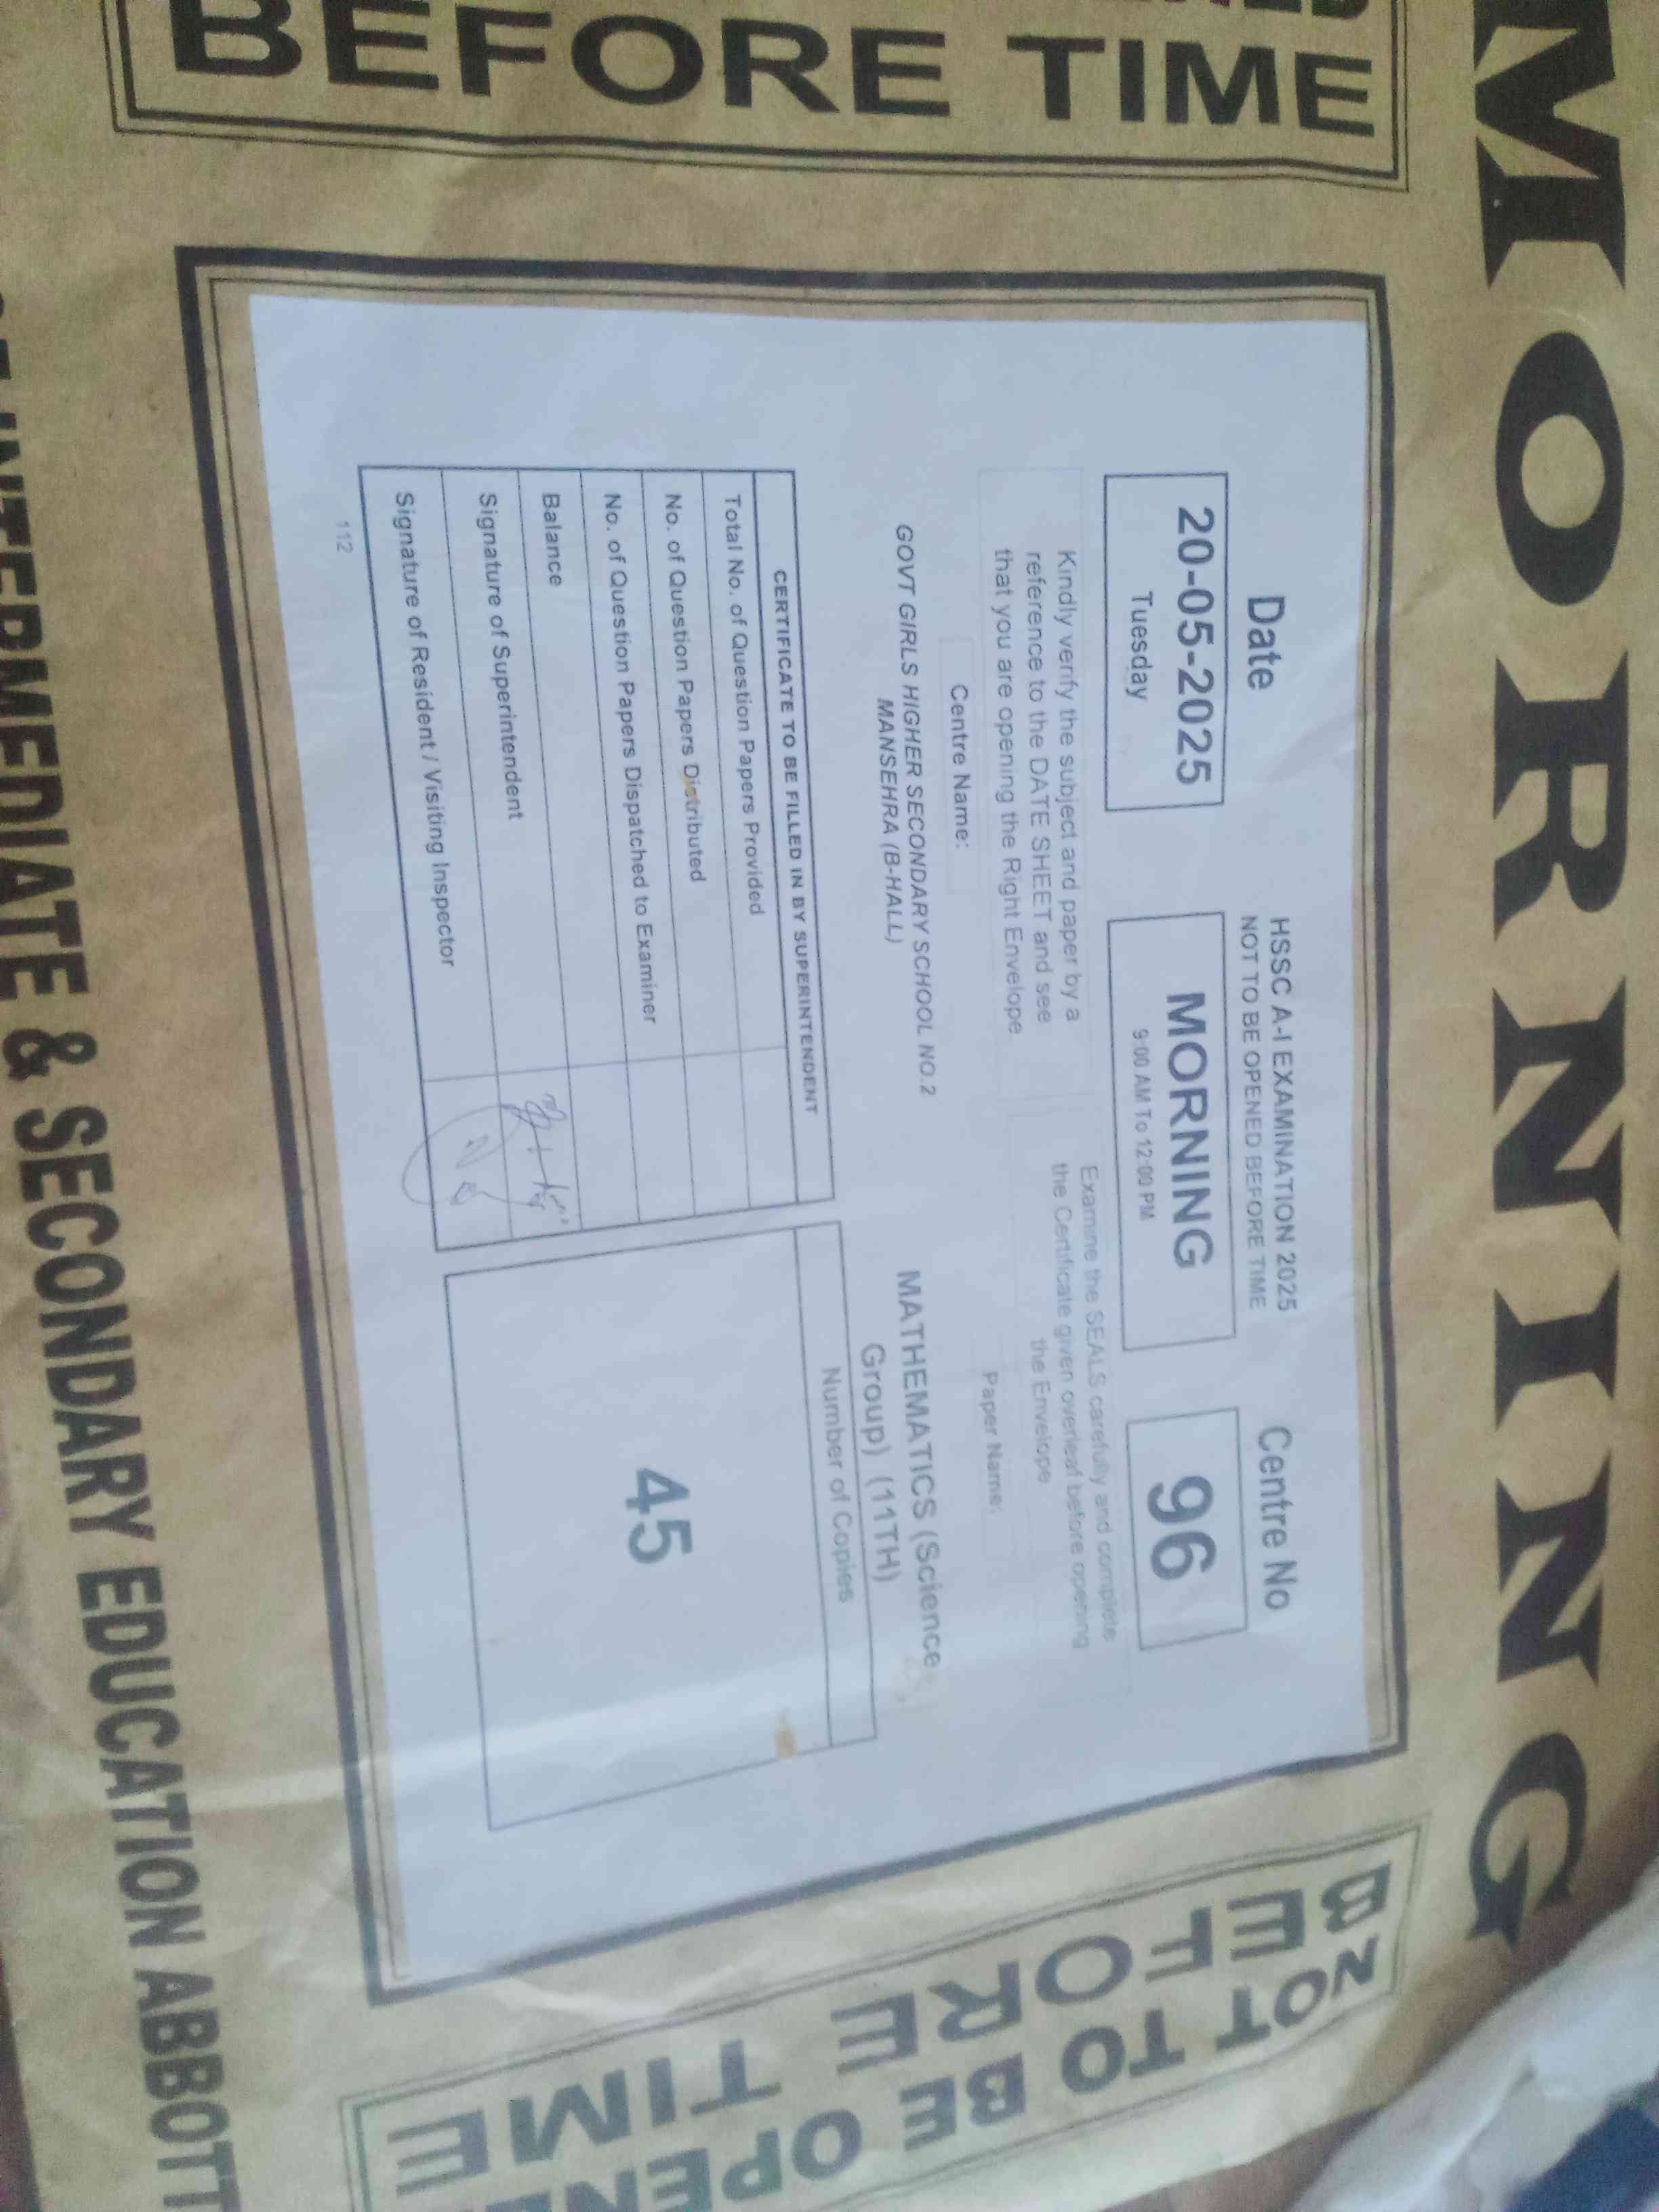 MORNING
BEFORE TIME
Date
20-05-2025
Tuesday
HSSC A-I EXAMINATION 2025
NOT TO BE OPENED BEFORE TIME
MORNING
9:00 AM To 12:00 PM
Centre No
96
Kindly verify the subject and paper by a
reference to the DATE SHEET and see
that you are opening the Right Envelope
Examine the SEALS carefully and complete
the Certificate given overleaf before opening
the Envelope
Centre Name:
GOVT GIRLS HIGHER SECONDARY SCHOOL NO.2
MANSEHRA (B-HALL)
Paper Name:
MATHEMATICS (Science
Group) (11TH)
CERTIFICATE TO BE FILLED IN BY SUPERINTENDENT
Total No. of Question Papers Provided
No. of Question Papers Distributed
No. of Question Papers Dispatched to Examiner
Balance
Signature of Superintendent
Signature of Resident / Visiting Inspector
Number of Copies
45
112
NOT TO BE OPENE
BEFORE TIME
INTERMEDIATE & SECONDARY EDUCATION ABBOTT